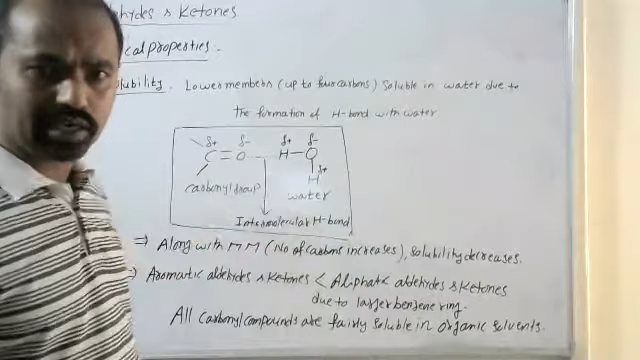 hydes & Ketones
cal properties.
olubility. Lower members (up to four carbons) soluble in water due to
the formation of H-bond with water
δ+ δ- δ+ δ-
C=O H-O
δ+
H
carbonyl group
water
Intermolecular H-bond
⇒ Along with MM (No of carbons increases), solubility decreases.
⇒ Aromatic aldehydes & ketones < Aliphatic aldehydes & ketones
due to larger benzene ring.
All carbonyl compounds are fairly soluble in organic solvents.